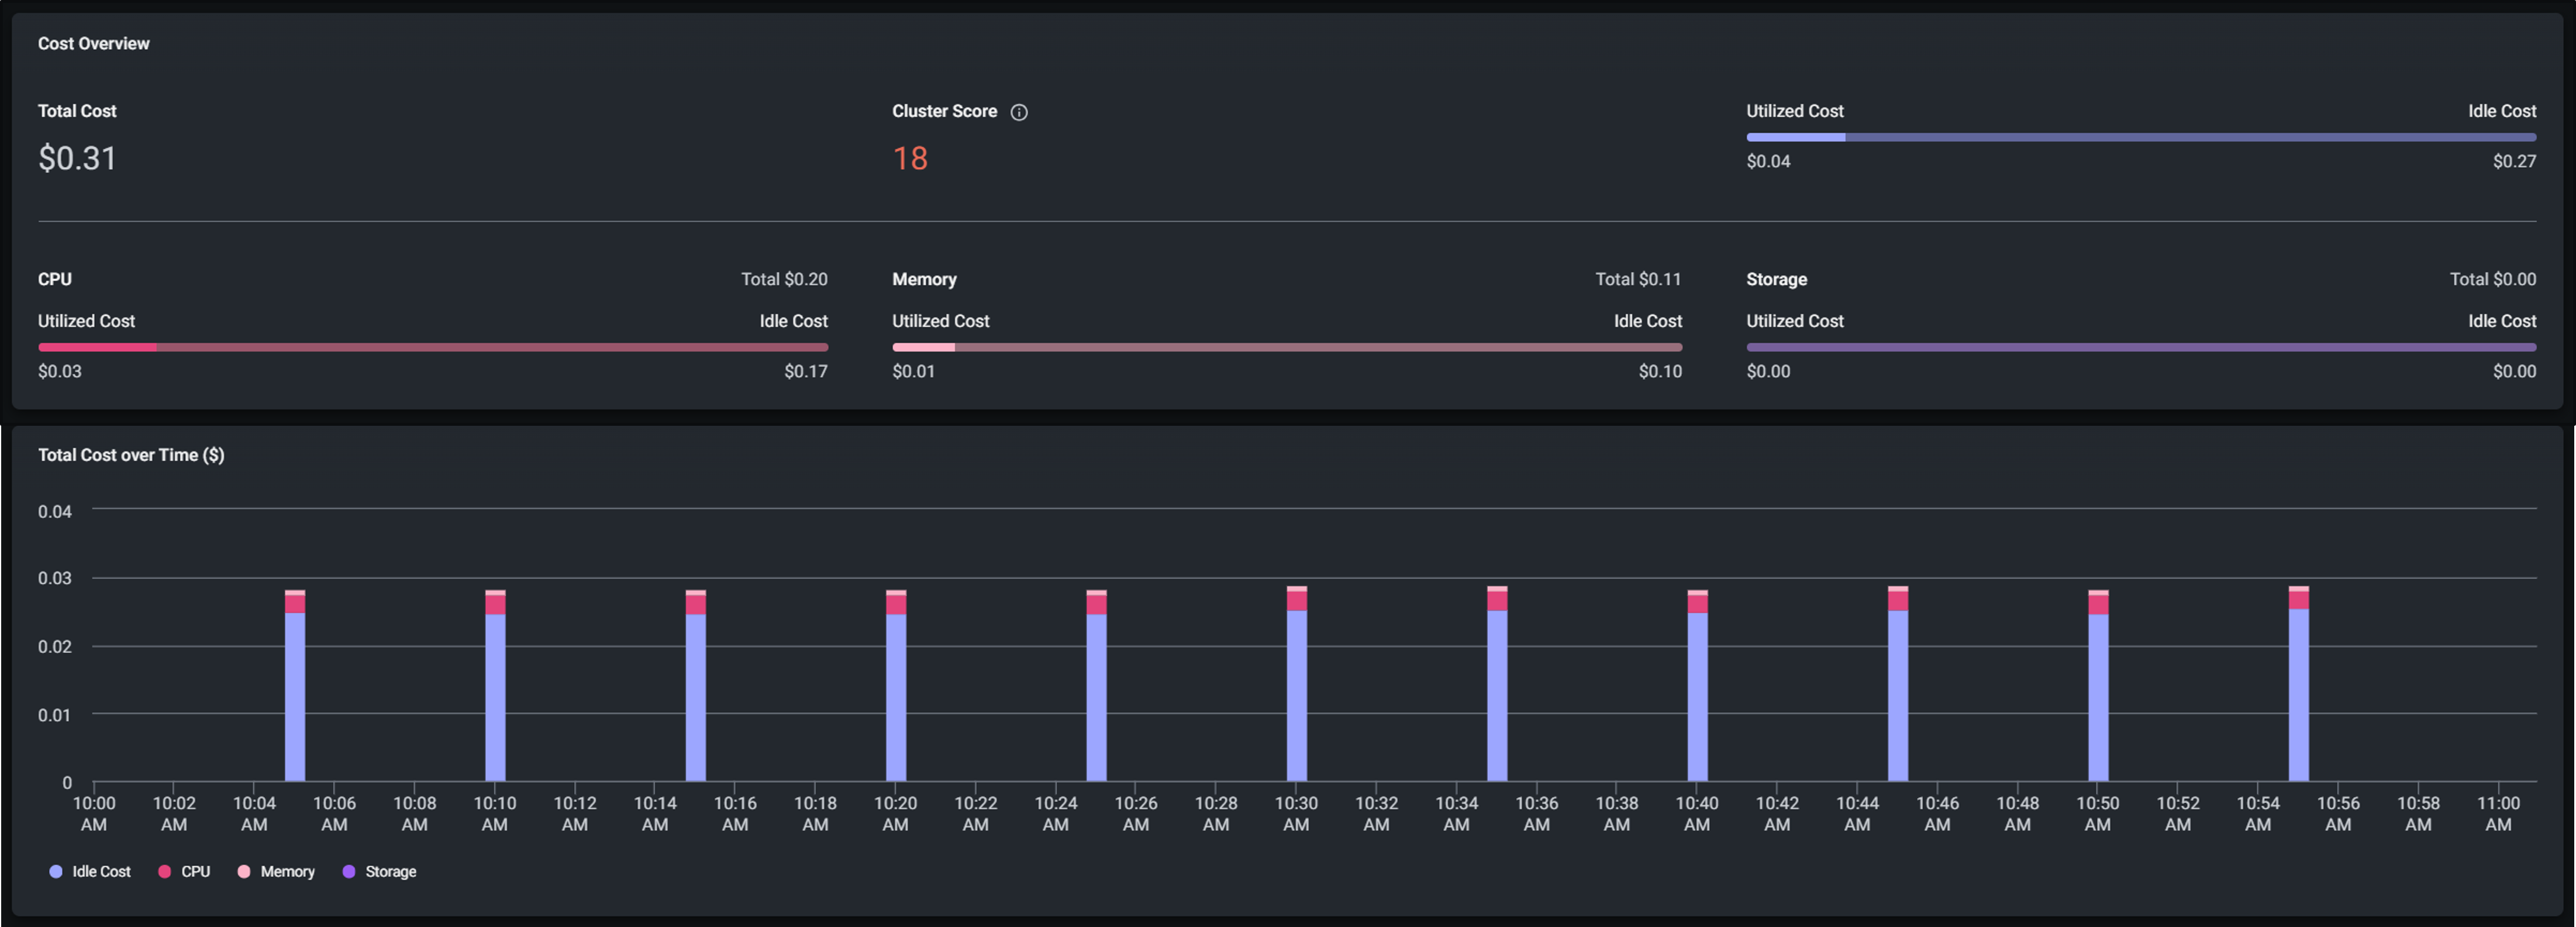 Cost Overview
Total Cost
$0.31
Cluster Score
18
Utilized Cost Idle Cost
$0.04 $0.27
CPU Total $0.20
Utilized Cost Idle Cost
$0.03 $0.17
Memory Total $0.11
Utilized Cost Idle Cost
$0.01 $0.10
Storage Total $0.00
Utilized Cost Idle Cost
$0.00 $0.00
Total Cost over Time ($)
0.04
0.03
0.02
0.01
0
10:00 AM
10:02 AM
10:04 AM
10:06 AM
10:08 AM
10:10 AM
10:12 AM
10:14 AM
10:16 AM
10:18 AM
10:20 AM
10:22 AM
10:24 AM
10:26 AM
10:28 AM
10:30 AM
10:32 AM
10:34 AM
10:36 AM
10:38 AM
10:40 AM
10:42 AM
10:44 AM
10:46 AM
10:48 AM
10:50 AM
10:52 AM
10:54 AM
10:56 AM
10:58 AM
11:00 AM
Idle Cost CPU Memory Storage